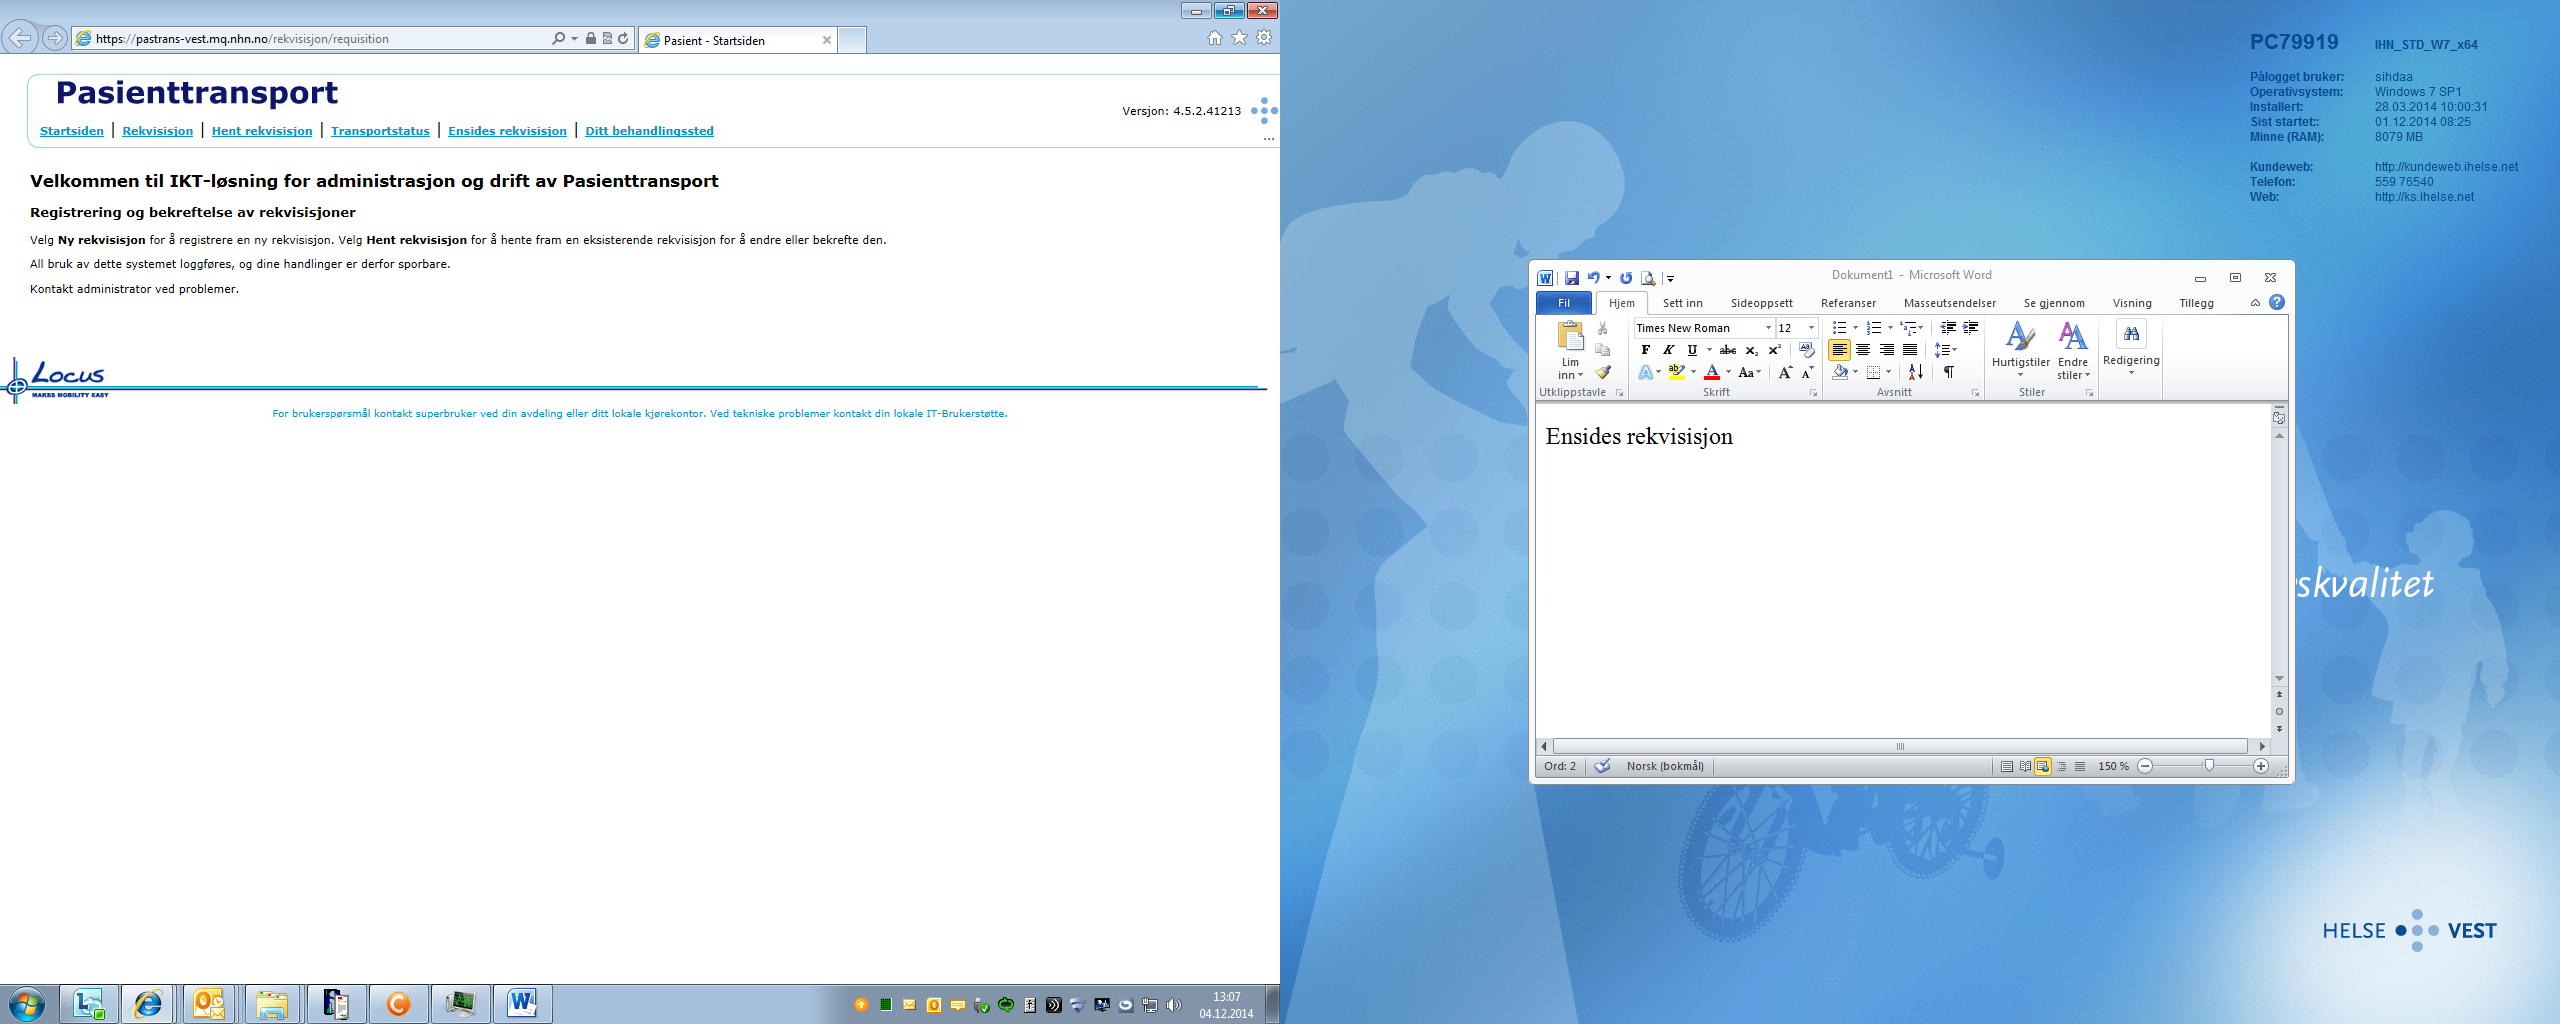 https://pastrans-vest.mq.nhn.no/rekvisisjon/requisition
Pasient - Startsiden
Pasienttransport
Versjon: 4.5.2.41213
Startsiden | Rekvisisjon | Hent rekvisisjon | Transportstatus | Ensides rekvisisjon | Ditt behandlingssted
...
Velkommen til IKT-løsning for administrasjon og drift av Pasienttransport
Registrering og bekreftelse av rekvisisjoner
Velg Ny rekvisisjon for å registrere en ny rekvisisjon. Velg Hent rekvisisjon for å hente fram en eksisterende rekvisisjon for å endre eller bekrefte den.
All bruk av dette systemet loggføres, og dine handlinger er derfor sporbare.
Kontakt administrator ved problemer.
Locus
MAKES MOBILITY EASY
For brukerspørsmål kontakt superbruker ved din avdeling eller ditt lokale kjørekontor. Ved tekniske problemer kontakt din lokale IT-Brukerstøtte.
13:07
04.12.2014
PC79919 IHN_STD_W7_x64
Pålogget bruker: sihdaa
Operativsystem: Windows 7 SP1
Installert: 28.03.2014 10:00:31
Sist startet:: 01.12.2014 08:25
Minne (RAM): 8079 MB
Kundeweb: http://kundeweb.ihelse.net
Telefon: 559 76540
Web: http://ks.ihelse.net
Dokument1 - Microsoft Word
Fil Hjem Sett inn Sideoppsett Referanser Masseutsendelser Se gjennom Visning Tillegg
Times New Roman 12
Lim inn
F K U abc x₂ x²
Aa A A
Hurtigstiler Endre stiler Redigering
Utklippstavle Skrift Avsnitt Stiler
Ensides rekvisisjon
Ord: 2 Norsk (bokmål) 150 %
skvalitet
HELSE VEST